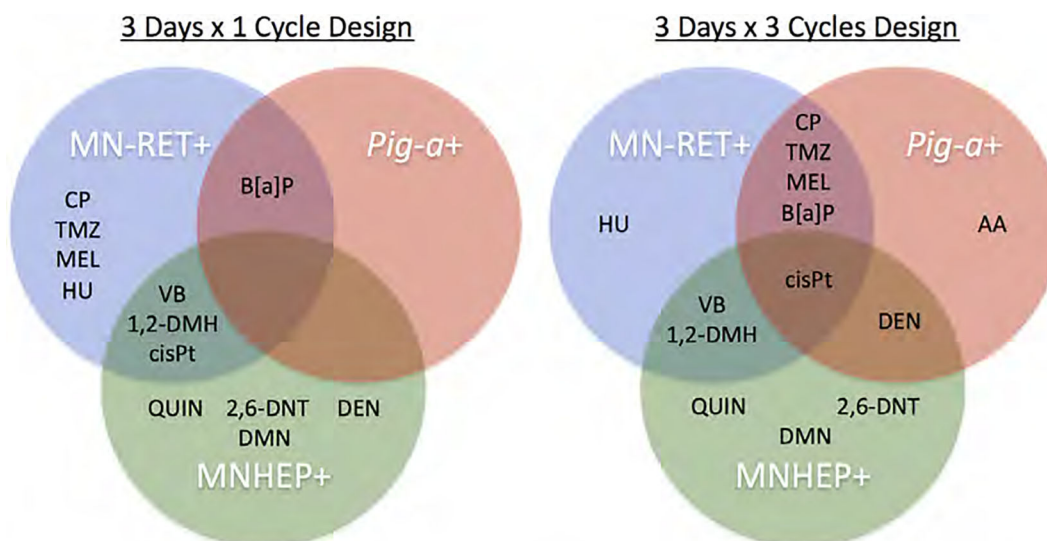 3 Days x 1 Cycle Design
MN-RET+
Pig-a+
B[a]P
CP
TMZ
MEL
HU
VB
1,2-DMH
cisPt
QUIN
2,6-DNT
DMN
DEN
MNHEP+
3 Days x 3 Cycles Design
MN-RET+
Pig-a+
CP
TMZ
MEL
B[a]P
HU
AA
cisPt
VB
1,2-DMH
DEN
QUIN
2,6-DNT
DMN
MNHEP+